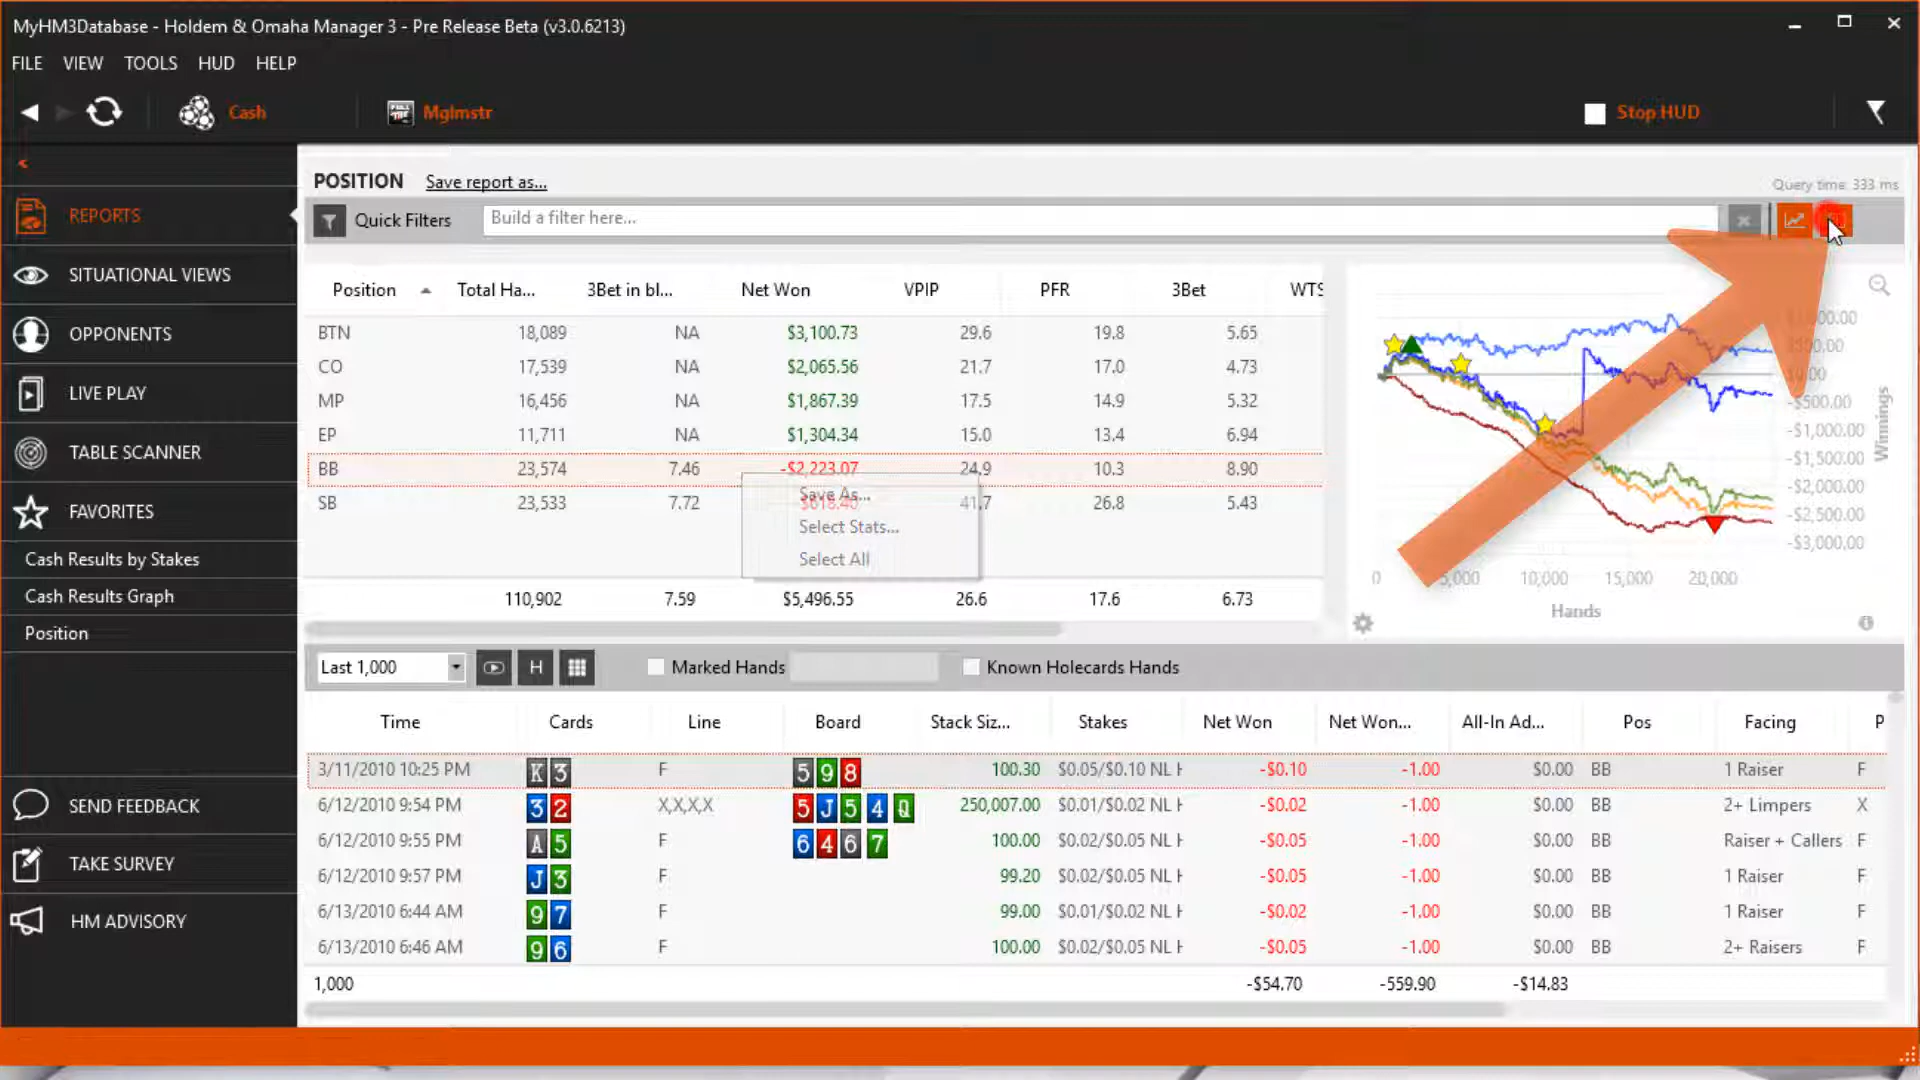 MyHM3Database - Holdem & Omaha Manager 3 - Pre Release Beta (v3.0.6213)
FILE VIEW TOOLS HUD HELP
Cash Mglmstr Stop HUD
POSITION Save report as... Query time: 333 ms
REPORTS
Quick Filters Build a filter here...
SITUATIONAL VIEWS
OPPONENTS
LIVE PLAY
TABLE SCANNER
FAVORITES
Cash Results by Stakes
Cash Results Graph
Position
SEND FEEDBACK
TAKE SURVEY
HM ADVISORY
Position Total Ha... 3Bet in bl... Net Won VPIP PFR 3Bet WTS
BTN 18,089 NA $3,100.73 29.6 19.8 5.65
CO 17,539 NA $2,065.56 21.7 17.0 4.73
MP 16,456 NA $1,867.39 17.5 14.9 5.32
EP 11,711 NA $1,304.34 15.0 13.4 6.94
BB 23,574 7.46 -$2,223.07 24.9 10.3 8.90
SB 23,533 7.72 41.7 26.8 5.43
Save As...
Select Stats...
Select All
110,902 7.59 $5,496.55 26.6 17.6 6.73
-$500.00
-$1,000.00
-$1,500.00
-$2,000.00
-$2,500.00
-$3,000.00
Winnings
0 5,000 10,000 15,000 20,000
Hands
Last 1,000 H Marked Hands Known Holecards Hands
Time Cards Line Board Stack Siz... Stakes Net Won Net Won... All-In Ad... Pos Facing P
3/11/2010 10:25 PM K 3 F 5 9 8 100.30 $0.05/$0.10 NL H -$0.10 -1.00 $0.00 BB 1 Raiser F
6/12/2010 9:54 PM 3 2 X,X,X,X 5 J 5 4 Q 250,007.00 $0.01/$0.02 NL H -$0.02 -1.00 $0.00 BB 2+ Limpers X
6/12/2010 9:55 PM A 5 F 6 4 6 7 100.00 $0.02/$0.05 NL H -$0.05 -1.00 $0.00 BB Raiser + Callers F
6/12/2010 9:57 PM J 3 F 99.20 $0.02/$0.05 NL H -$0.05 -1.00 $0.00 BB 1 Raiser F
6/13/2010 6:44 AM 9 7 F 99.00 $0.01/$0.02 NL H -$0.02 -1.00 $0.00 BB 1 Raiser F
6/13/2010 6:46 AM 9 6 F 100.00 $0.02/$0.05 NL H -$0.05 -1.00 $0.00 BB 2+ Raisers F
1,000 -$54.70 -559.90 -$14.83